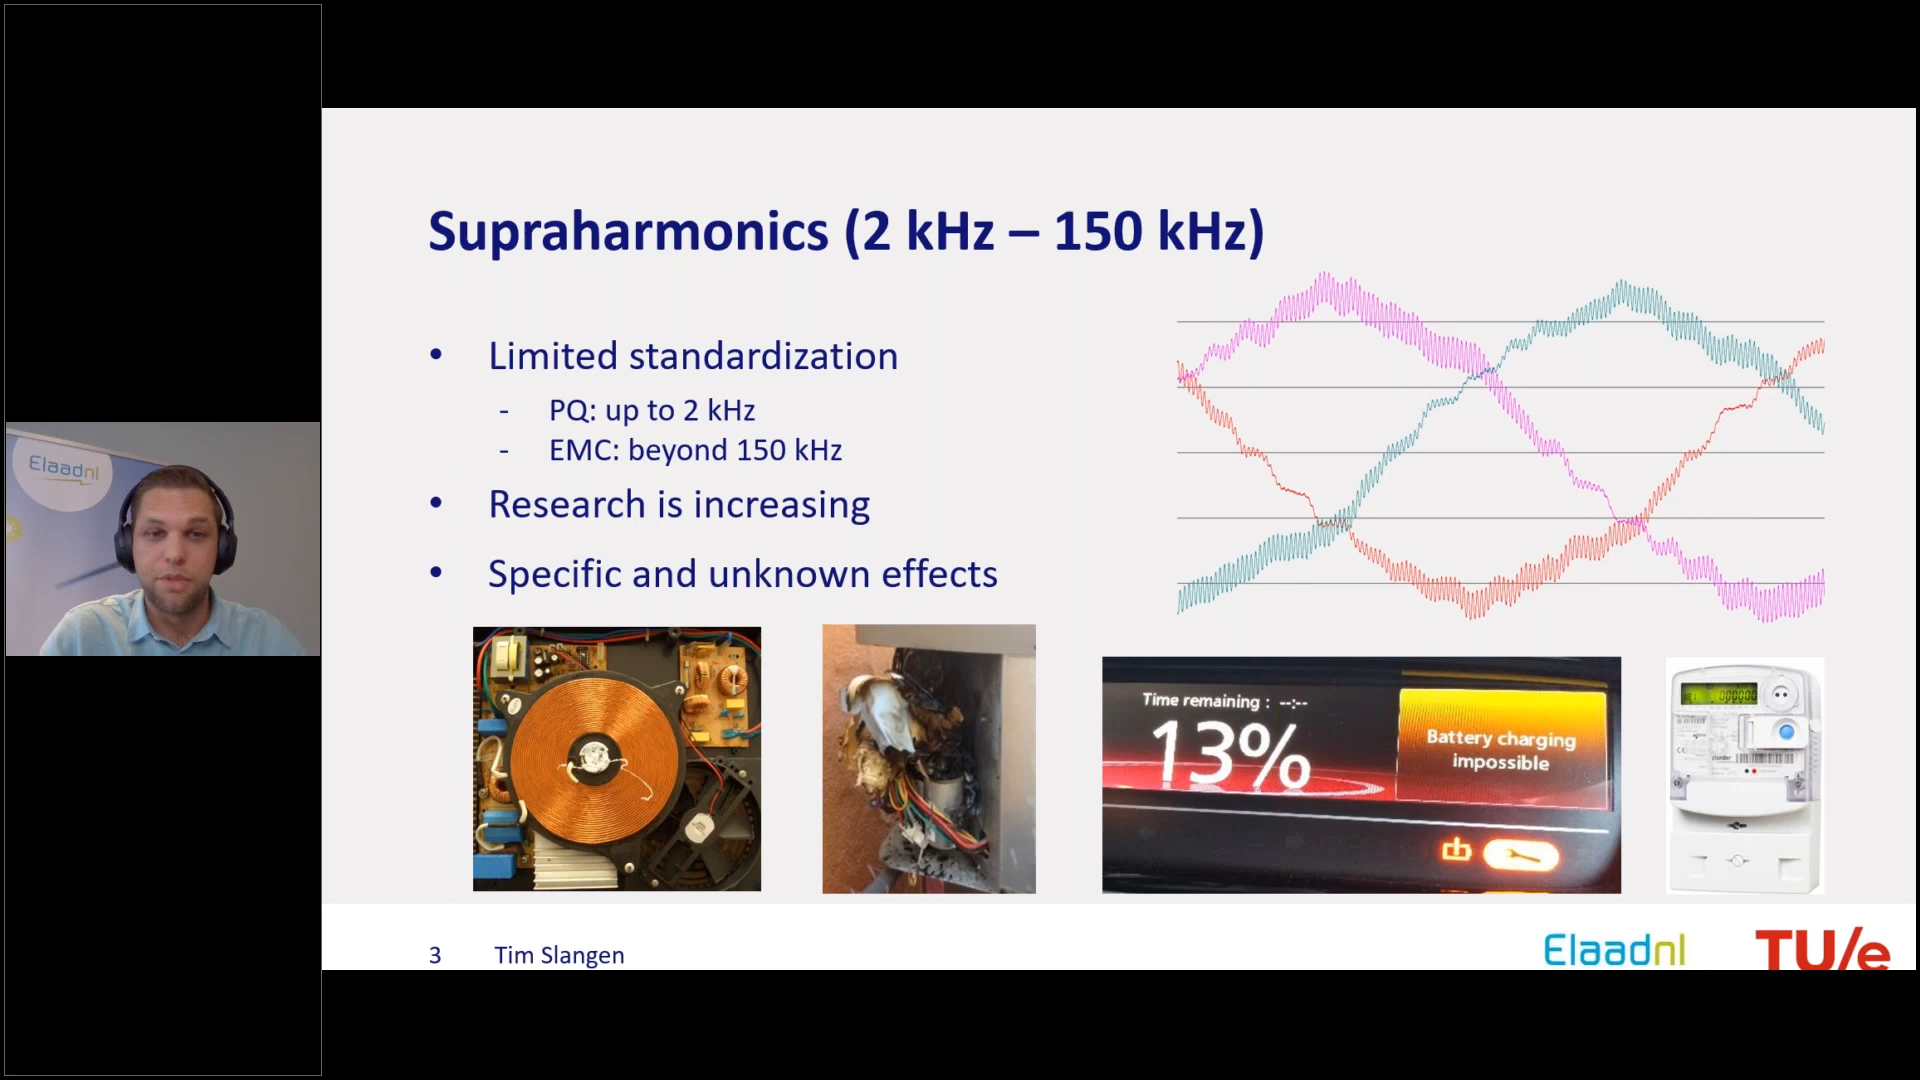 Elaadnl
Supraharmonics (2 kHz – 150 kHz)
• Limited standardization
- PQ: up to 2 kHz
- EMC: beyond 150 kHz
• Research is increasing
• Specific and unknown effects
Time remaining : --:--
13%
Battery charging
impossible
3 Tim Slangen
Elaadnl
TU/e